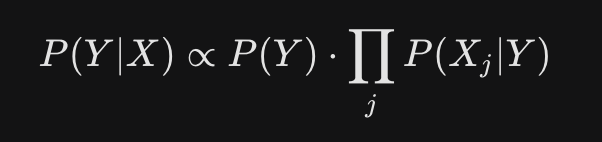 P(Y|X) ∝ P(Y) · ∏_j P(X_j|Y)